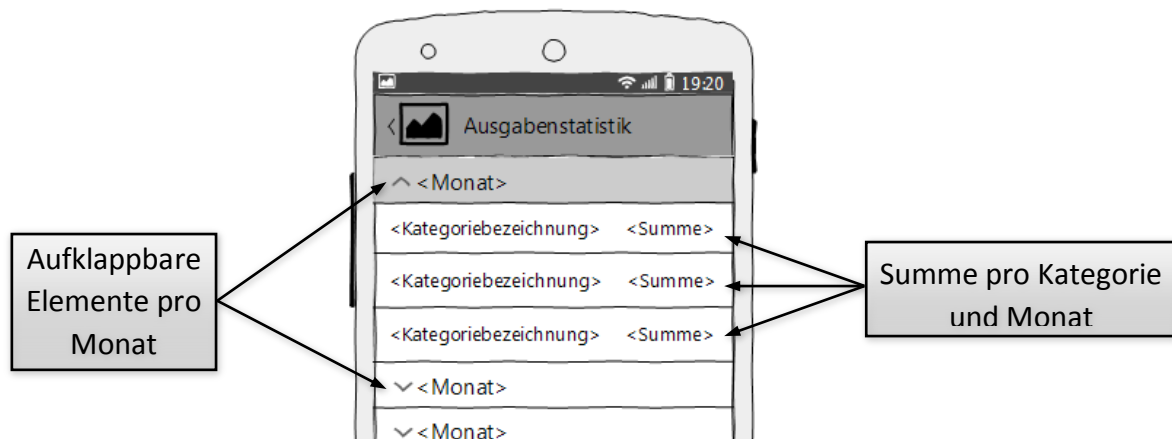 19:20
Ausgabenstatistik
<Monat>
<Kategoriebezeichnung> <Summe>
<Kategoriebezeichnung> <Summe>
<Kategoriebezeichnung> <Summe>
<Monat>
<Monat>
Aufklappbare
Elemente pro
Monat
Summe pro Kategorie
und Monat